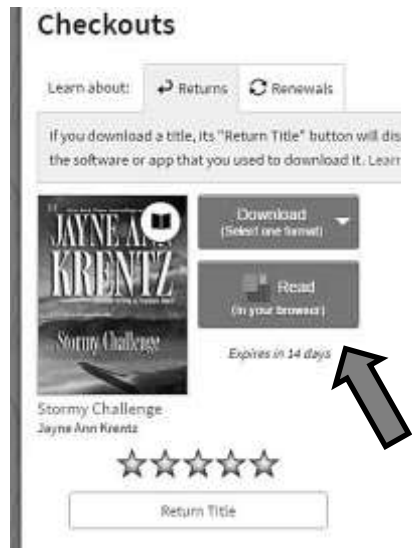 Checkouts
Learn about: Returns Renewals
If you download a title, its "Return Title" button will dis
the software or app that you used to download it. Learn
JAYNE ANN
KRENTZ
Stormy Challenge
Download
(Select one format)
Read
(in your browser)
Expires in 14 days
Stormy Challenge
Jayne Ann Krentz
Return Title